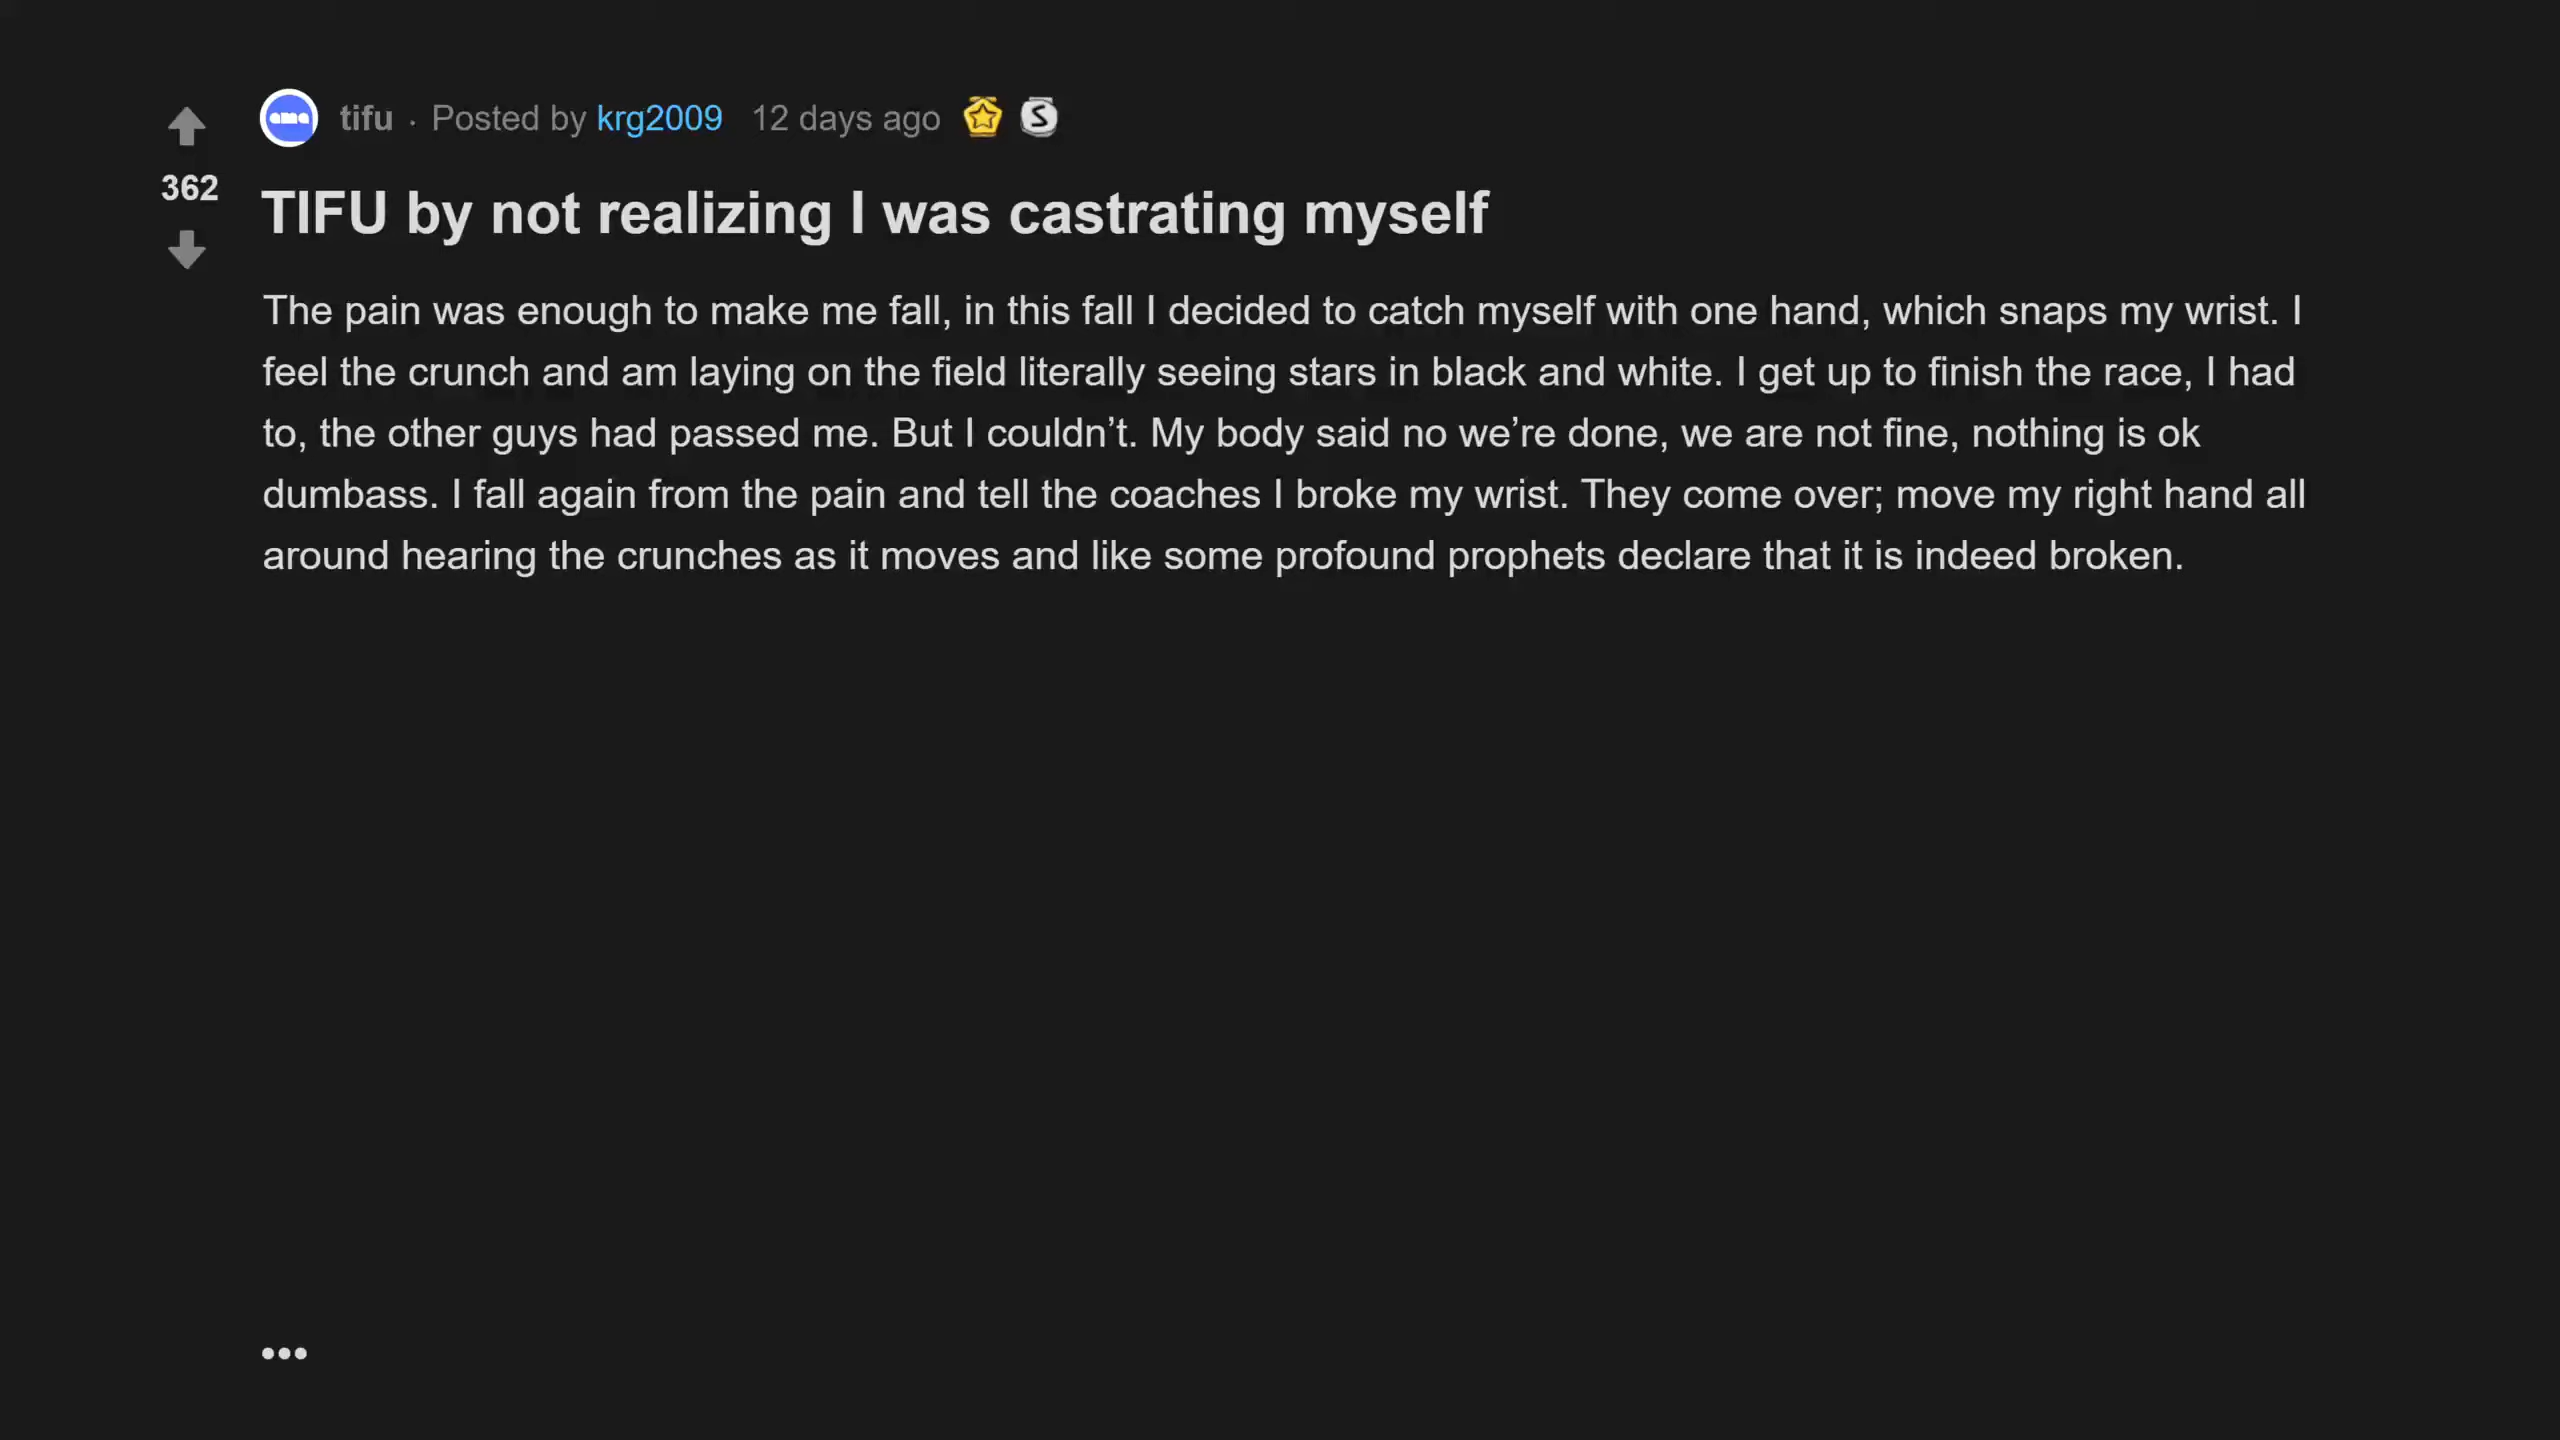 tifu · Posted by krg2009 12 days ago
362
TIFU by not realizing I was castrating myself
The pain was enough to make me fall, in this fall I decided to catch myself with one hand, which snaps my wrist. I
feel the crunch and am laying on the field literally seeing stars in black and white. I get up to finish the race, I had
to, the other guys had passed me. But I couldn’t. My body said no we’re done, we are not fine, nothing is ok
dumbass. I fall again from the pain and tell the coaches I broke my wrist. They come over; move my right hand all
around hearing the crunches as it moves and like some profound prophets declare that it is indeed broken.